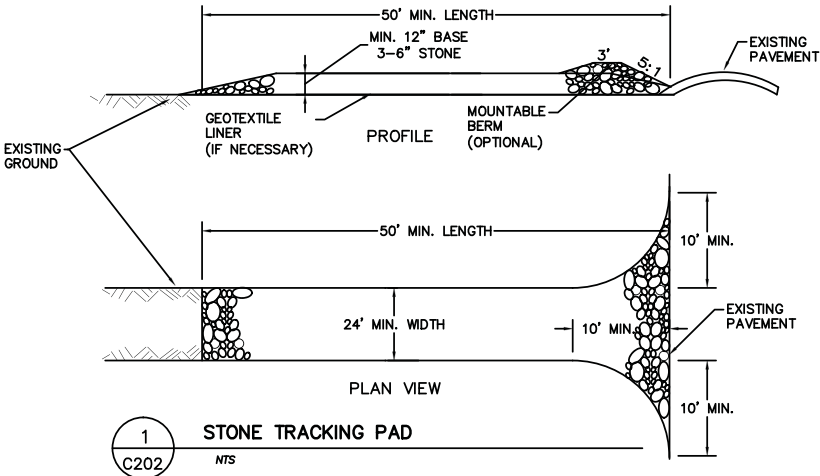 50' MIN. LENGTH
MIN. 12" BASE
3-6" STONE
3'
5:1
EXISTING
PAVEMENT
GEOTEXTILE
LINER
(IF NECESSARY)
PROFILE
MOUNTABLE
BERM
(OPTIONAL)
EXISTING
GROUND
50' MIN. LENGTH
10' MIN.
24' MIN. WIDTH
10' MIN.
EXISTING
PAVEMENT
PLAN VIEW
10' MIN.
1
C202
STONE TRACKING PAD
NTS